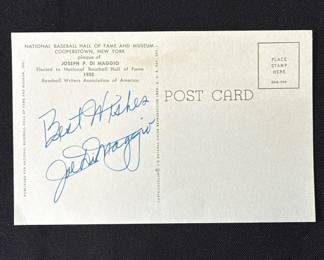 NATIONAL BASEBALL HALL OF FAME AND MUSEUM
COOPERSTOWN, NEW YORK
plaque of
JOSEPH P. DI MAGGIO
Elected to National Baseball Hall of Fame
1955
Baseball Writers Association of America
Best Wishes
Joe DiMaggio
POST CARD
PLACE
STAMP
HERE